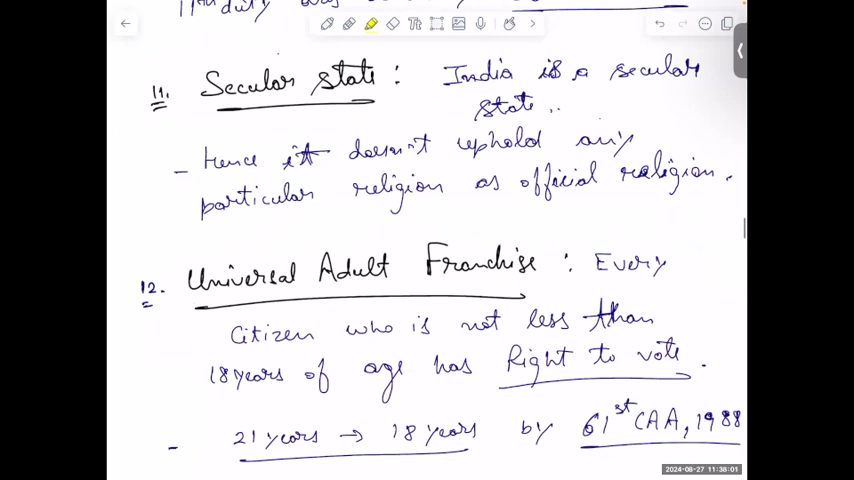 11th duty
11. Secular State : India is a secular
state..
- Hence it doesn't uphold any
particular religion as official religion.
12. Universal Adult Franchise : Every
Citizen who is not less than
18 years of age has Right to vote.
- 21 years → 18 years by 61st CAA, 1988
2024-08-27 11:38:01